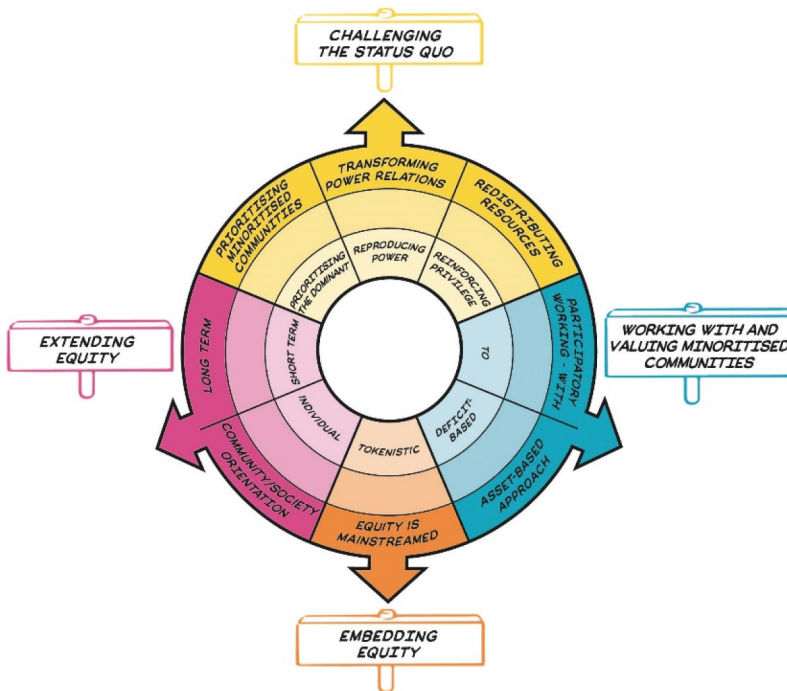 CHALLENGING
THE STATUS QUO
TRANSFORMING
POWER RELATIONS
PRIORITISING
MINORITISED
COMMUNITIES
REDISTRIBUTING
RESOURCES
REPRODUCING
POWER
PRIORITISING
THE DOMINANT
REINFORCING
PRIVILEGE
EXTENDING
EQUITY
LONG TERM
SHORT TERM
TO
PARTICIPATORY
WORKING - WITH
WORKING WITH AND
VALUING MINORITISED
COMMUNITIES
INDIVIDUAL
DEFICIT-
BASED
TOKENISTIC
COMMUNITY/SOCIETY
ORIENTATION
ASSET-BASED
APPROACH
EQUITY IS
MAINSTREAMED
EMBEDDING
EQUITY